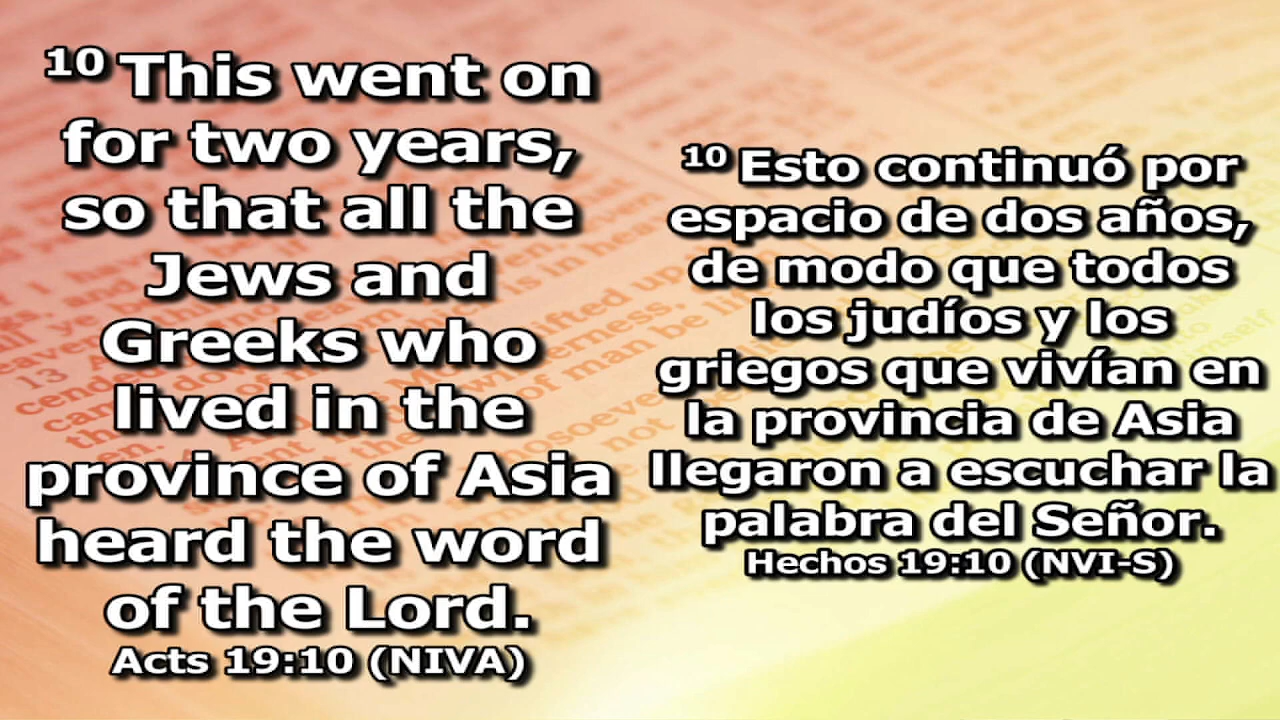 10 This went on
for two years,
so that all the
Jews and
Greeks who
lived in the
province of Asia
heard the word
of the Lord.
Acts 19:10 (NIVA)
10 Esto continuó por
espacio de dos años,
de modo que todos
los judíos y los
griegos que vivían en
la provincia de Asia
llegaron a escuchar la
palabra del Señor.
Hechos 19:10 (NVI-S)